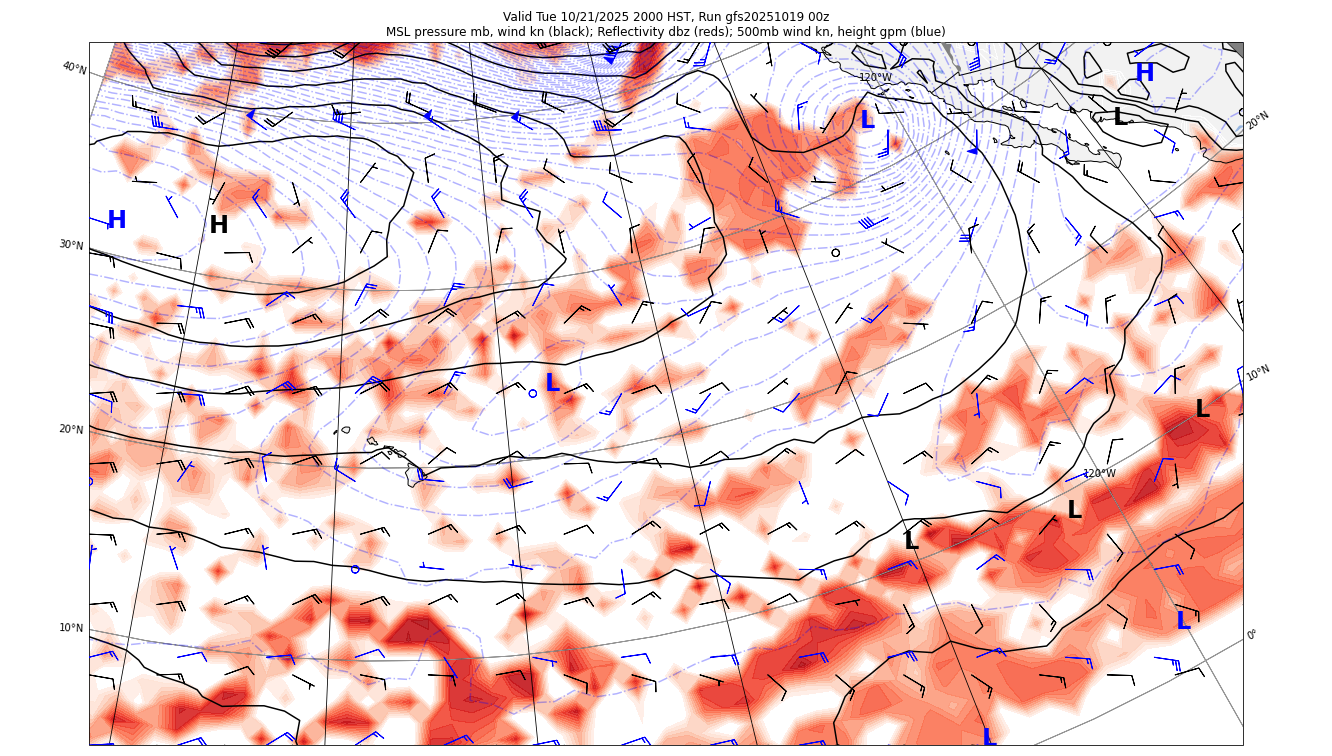 Valid Tue 10/21/2025 2000 HST, Run gfs20251019 00z
MSL pressure mb, wind kn (black); Reflectivity dbz (reds); 500mb wind kn, height gpm (blue)
40°N
120°W
H
L
L
20°N
H
H
30°N
10°N
L
L
20°N
120°W
L
L
10°N
L
0°
L